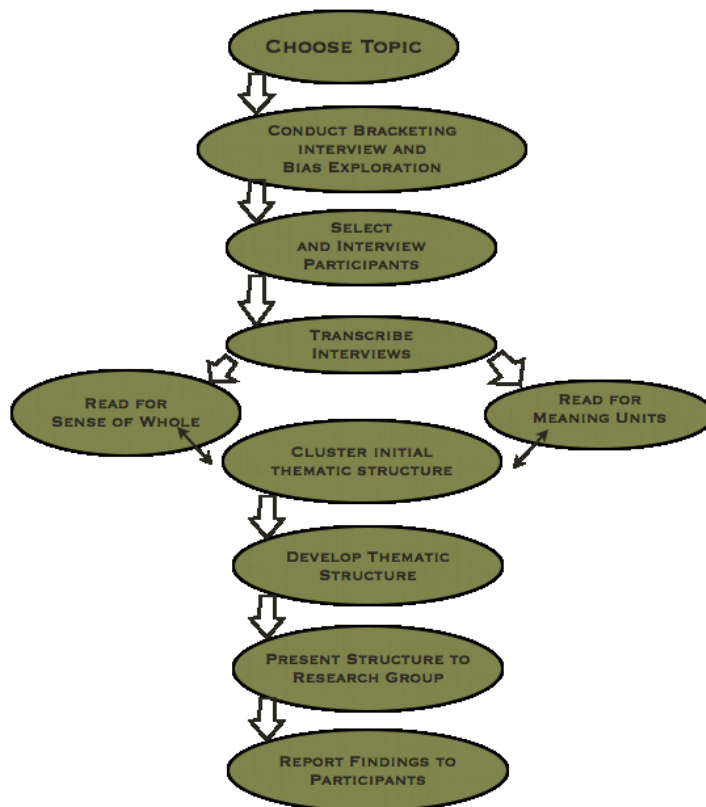 Choose Topic
Conduct Bracketing
interview and
Bias Exploration
Select
and Interview
Participants
Transcribe
Interviews
Read for
Sense of Whole
Read for
Meaning Units
Cluster initial
thematic structure
Develop Thematic
Structure
Present Structure to
Research Group
Report Findings to
Participants